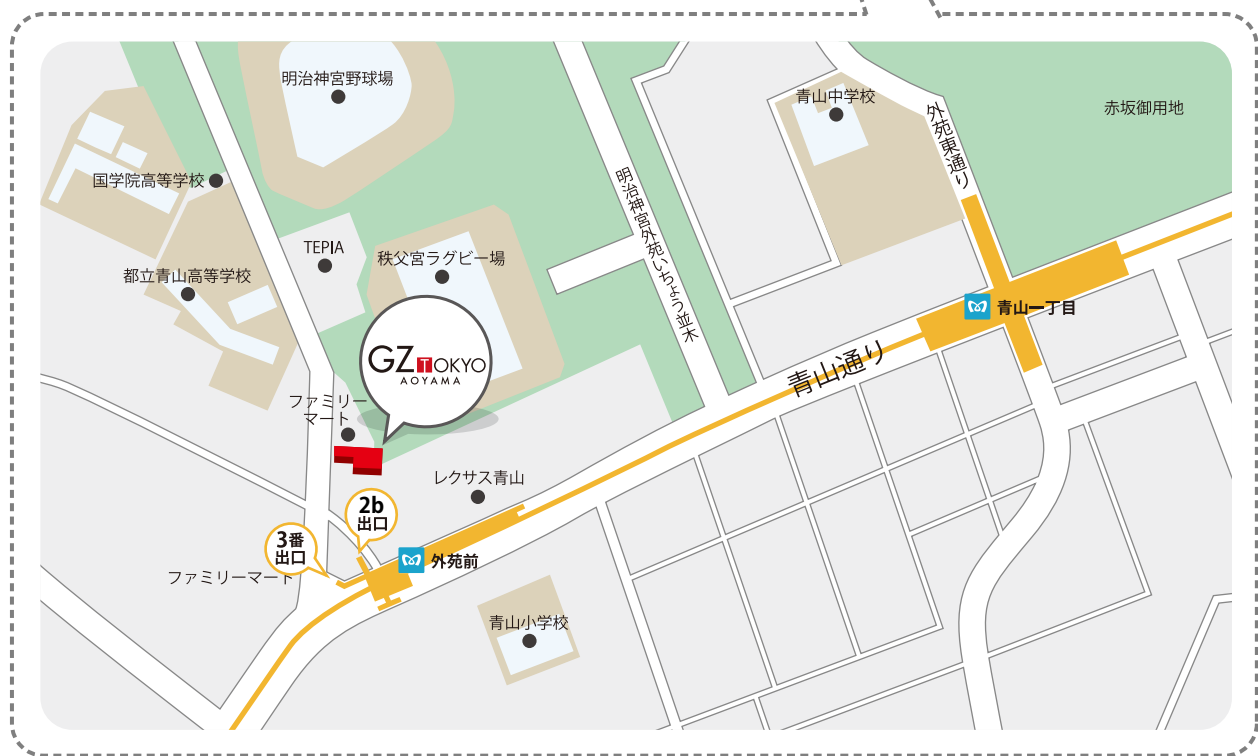 明治神宮野球場
青山中学校
赤坂御用地
外苑東通り
国学院高等学校
明治神宮外苑いちょう並木
TEPIA
秩父宮ラグビー場
都立青山高等学校
青山一丁目
GZ TOKYO
AOYAMA
青山通り
ファミリー
マート
レクサス青山
2b
出口
3番
出口
外苑前
ファミリーマート
青山小学校